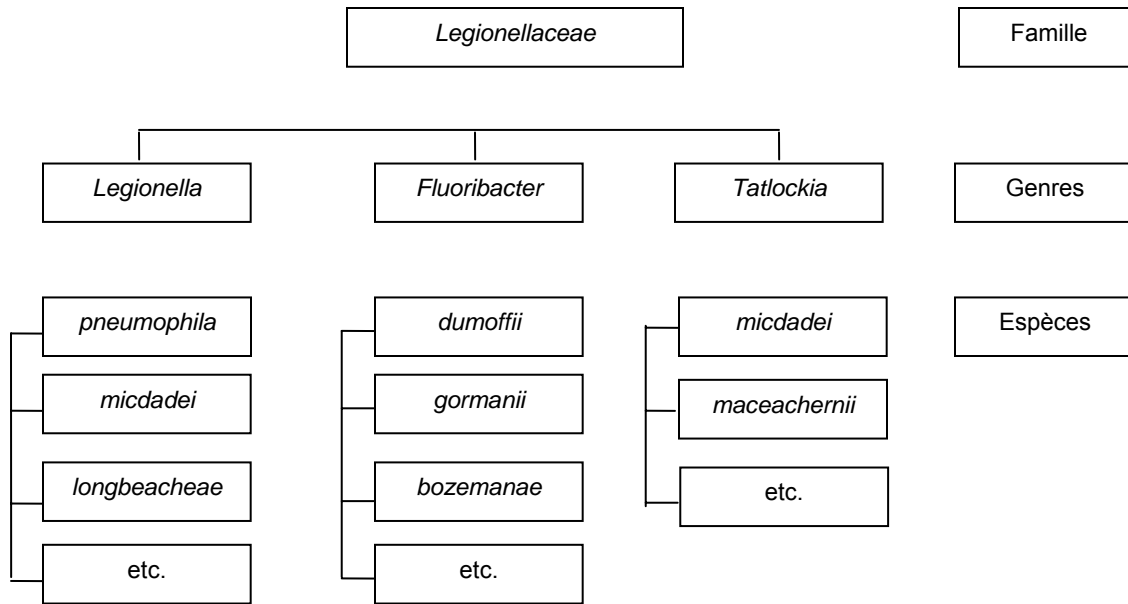 Legionellaceae
Famille
Legionella
Fluoribacter
Tatlockia
Genres
pneumophila
dumoffii
micdadei
Espèces
micdadei
gormanii
maceachernii
longbeacheae
bozemanae
etc.
etc.
etc.